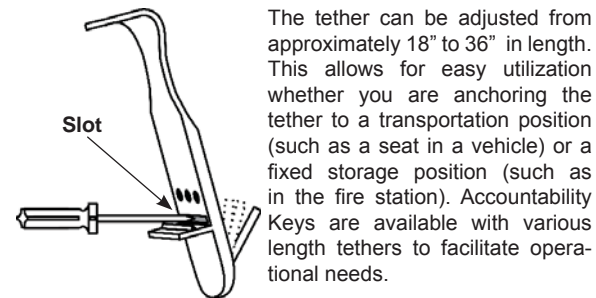 Slot
The tether can be adjusted from
approximately 18” to 36” in length.
This allows for easy utilization
whether you are anchoring the
tether to a transportation position
(such as a seat in a vehicle) or a
fixed storage position (such as
in the fire station). Accountability
Keys are available with various
length tethers to facilitate opera-
tional needs.